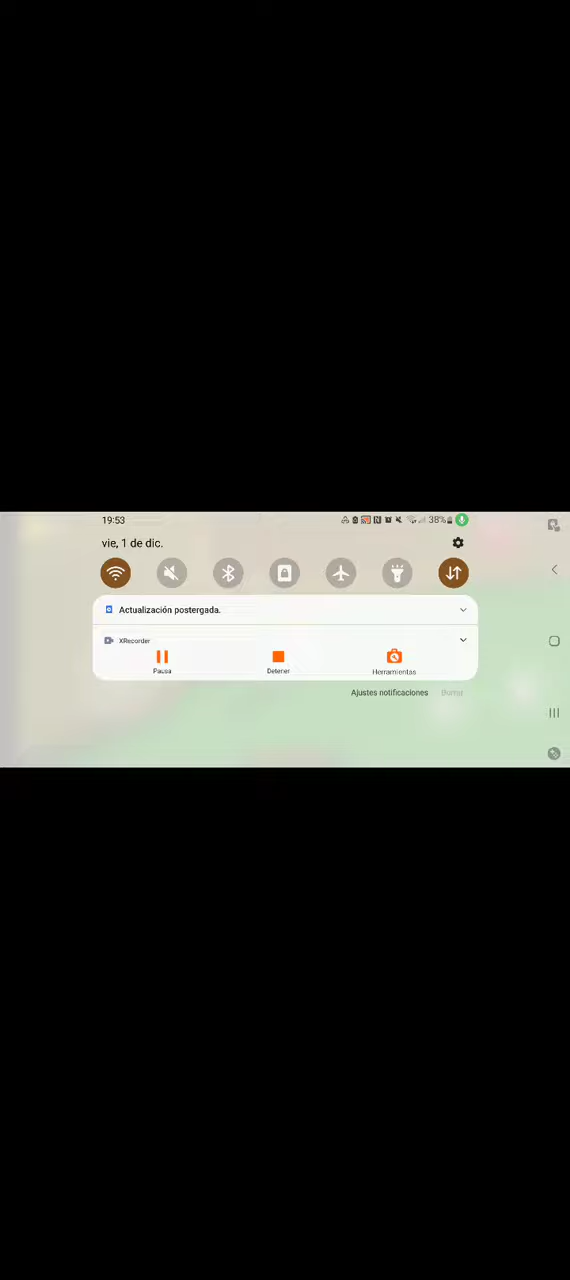 19:53
38%
vie, 1 de dic.
Actualización postergada.
XRecorder
Pausa
Detener
Herramientas
Ajustes notificaciones
Borrar